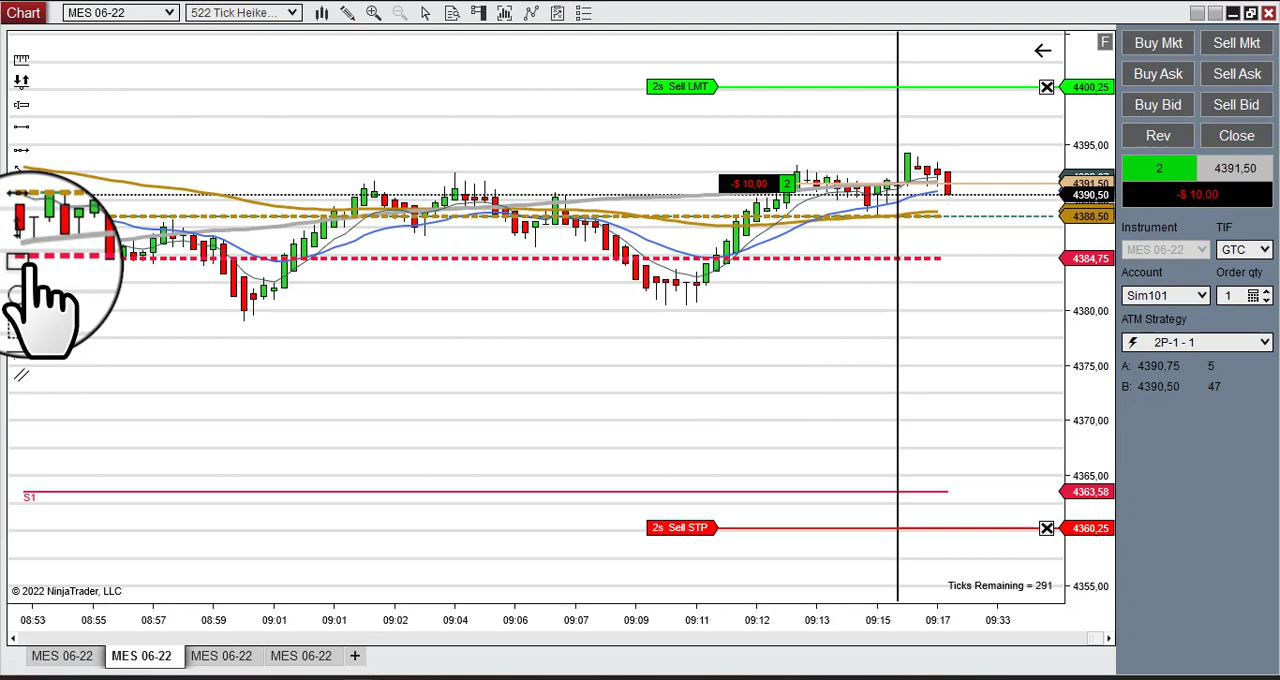 Chart
MES 06-22
522 Tick Heike...
F
Buy Mkt
Sell Mkt
Buy Ask
Sell Ask
Buy Bid
Sell Bid
Rev
Close
2
4391,50
-$ 10,00
Instrument
TIF
MES 06-22
GTC
Account
Order qty
Sim101
1
ATM Strategy
2P-1 - 1
A: 4390,75 5
B: 4390,50 47
2s Sell LMT
4400,25
4395,00
-$ 10,00 2
4391,50
4390,50
4388,50
4384,75
4380,00
4375,00
4370,00
4365,00
S1
4363,58
2s Sell STP
4360,25
4355,00
© 2022 NinjaTrader, LLC
Ticks Remaining = 291
08:53 08:55 08:57 08:59 09:01 09:01 09:02 09:04 09:06 09:07 09:09 09:11 09:12 09:13 09:15 09:17 09:33
MES 06-22
MES 06-22
MES 06-22
MES 06-22